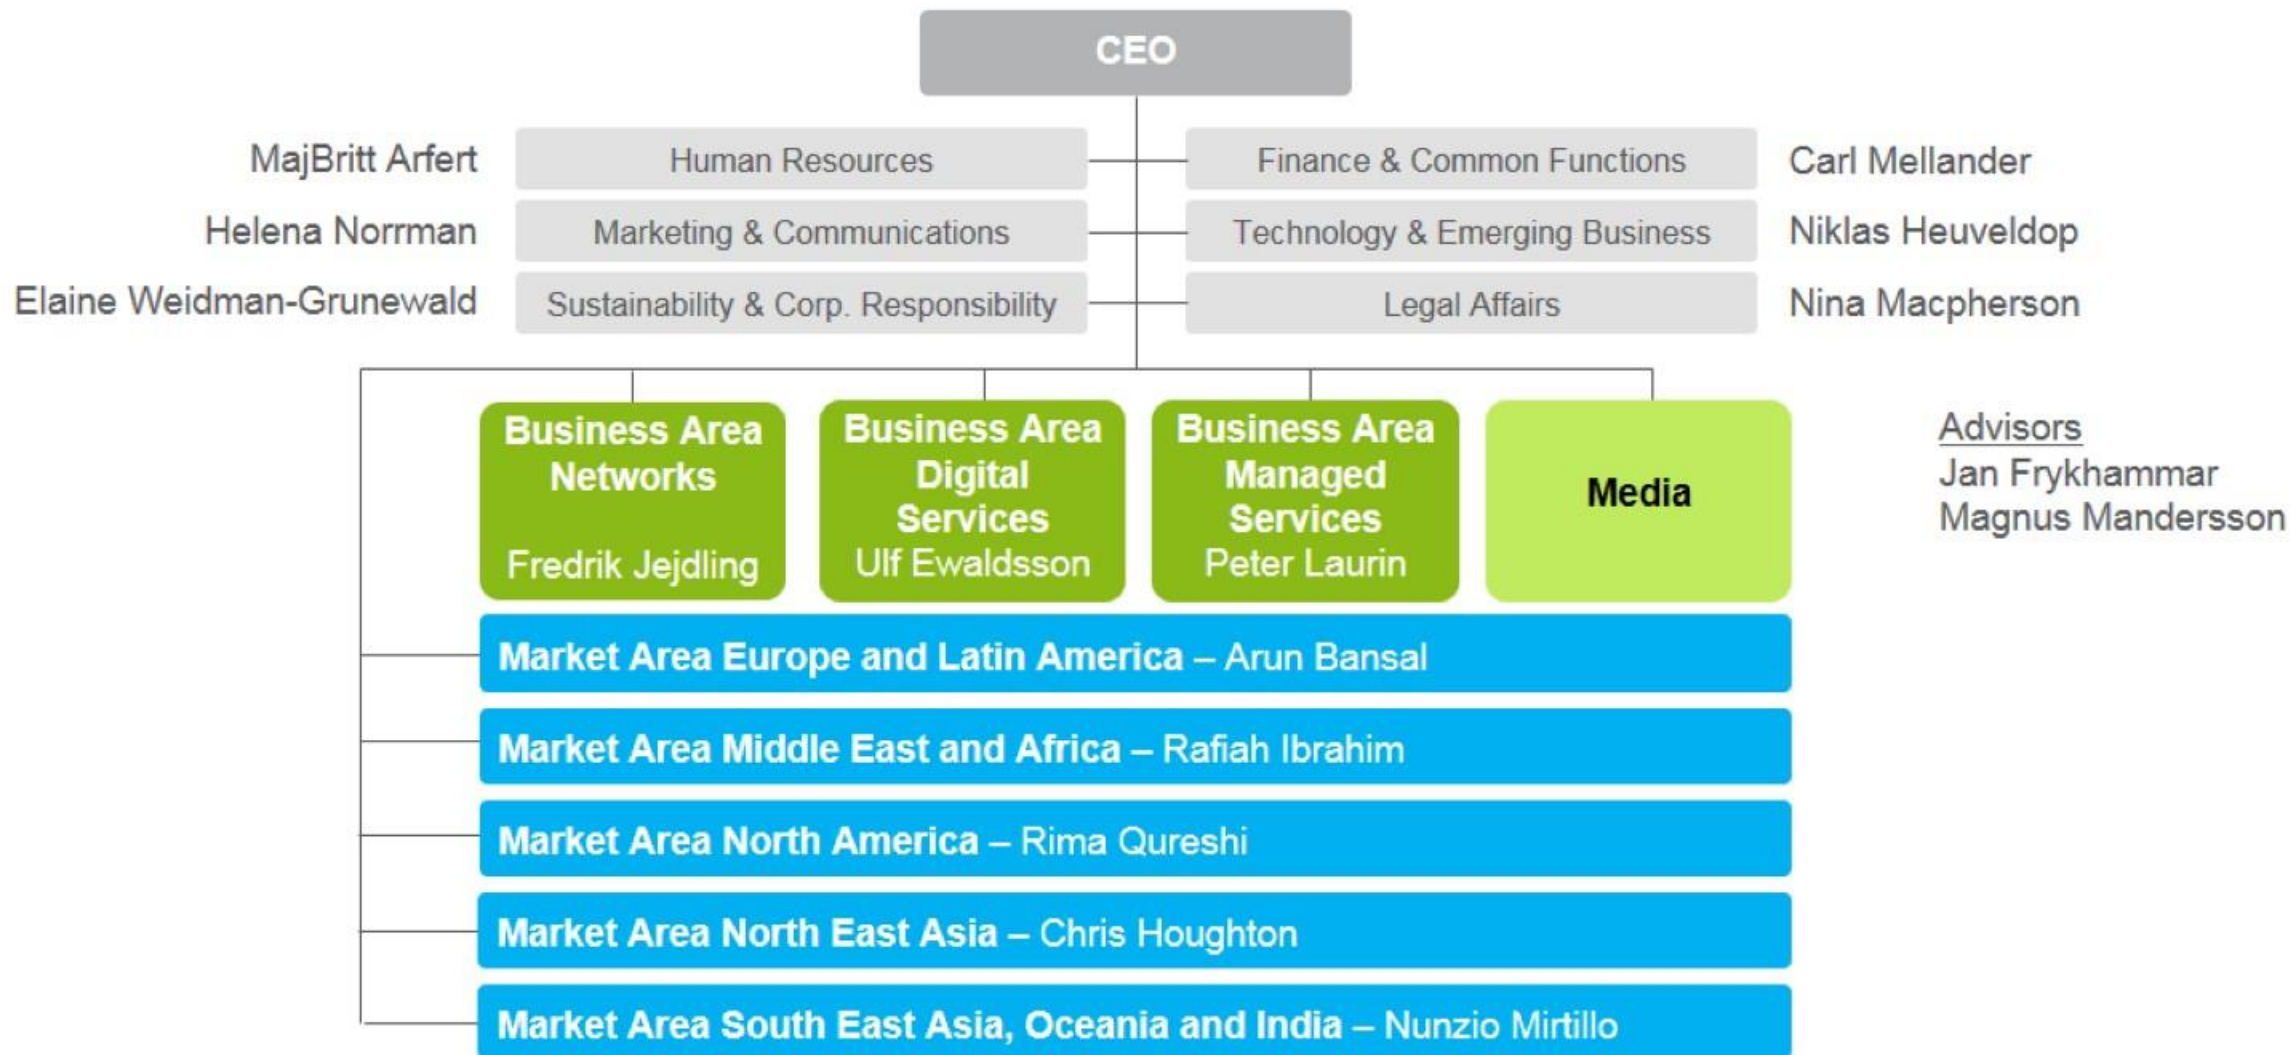 CEO
MajBritt Arfert Human Resources Finance & Common Functions Carl Mellander
Helena Norrman Marketing & Communications Technology & Emerging Business Niklas Heuveldop
Elaine Weidman-Grunewald Sustainability & Corp. Responsibility Legal Affairs Nina Macpherson
Business Area
Networks
Fredrik Jejdling
Business Area
Digital
Services
Ulf Ewaldsson
Business Area
Managed
Services
Peter Laurin
Media
Advisors
Jan Frykhammar
Magnus Mandersson
Market Area Europe and Latin America – Arun Bansal
Market Area Middle East and Africa – Rafiah Ibrahim
Market Area North America – Rima Qureshi
Market Area North East Asia – Chris Houghton
Market Area South East Asia, Oceania and India – Nunzio Mirtillo